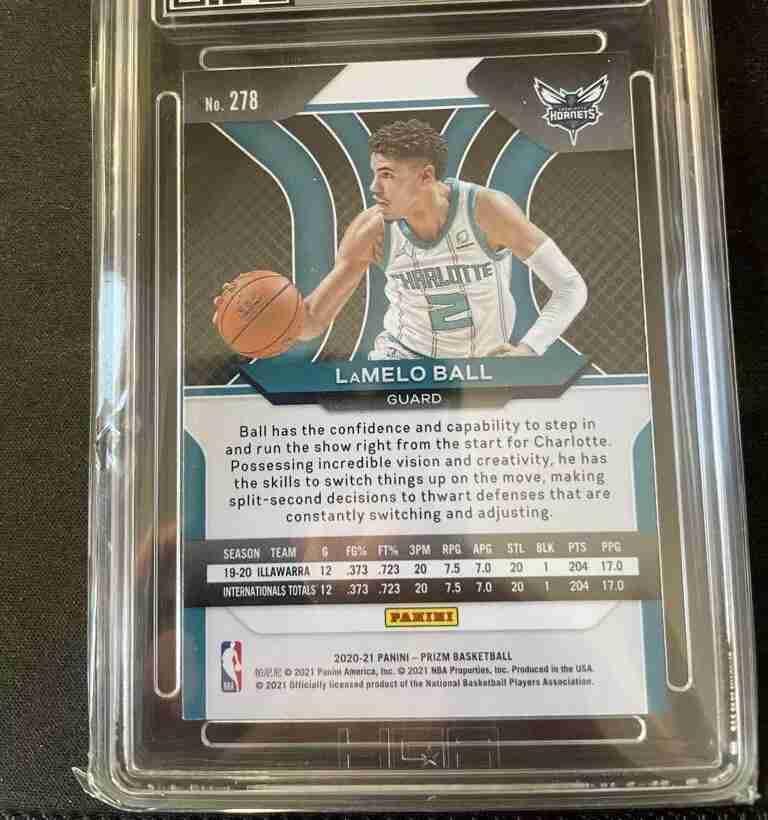 No. 278
HORNETS
CHARLOTTE
2
LaMELO BALL
GUARD
Ball has the confidence and capability to step in
and run the show right from the start for Charlotte.
Possessing incredible vision and creativity, he has
the skills to switch things up on the move, making
split-second decisions to thwart defenses that are
constantly switching and adjusting.
SEASON TEAM G FG% FT% 3PM RPG APG STL BLK PTS PPG
19-20 ILLAWARRA 12 .373 .723 20 7.5 7.0 20 1 204 17.0
INTERNATIONALS TOTALS 12 .373 .723 20 7.5 7.0 20 1 204 17.0
PANINI
2020-21 PANINI – PRIZM BASKETBALL
帕尼尼 © 2021 Panini America, Inc. © 2021 NBA Properties, Inc. Produced in the USA.
© 2021 Officially licensed product of the National Basketball Players Association.
NBA
HGA